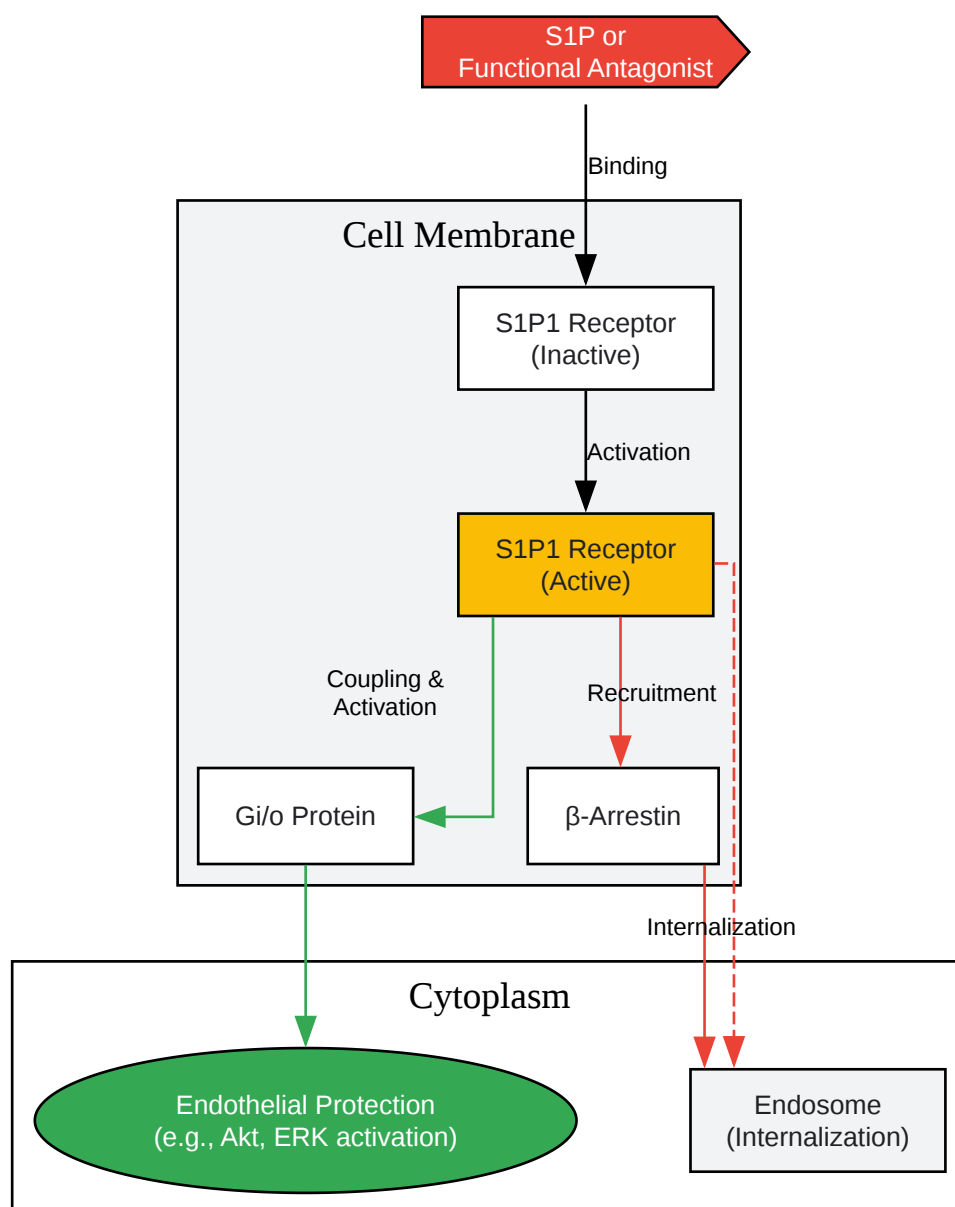 S1P or
Functional Antagonist
Binding
Cell Membrane
S1P1 Receptor
(Inactive)
Activation
S1P1 Receptor
(Active)
Coupling &
Activation
Recruitment
Gi/o Protein
β-Arrestin
Internalization
Cytoplasm
Endothelial Protection
(e.g., Akt, ERK activation)
Endosome
(Internalization)